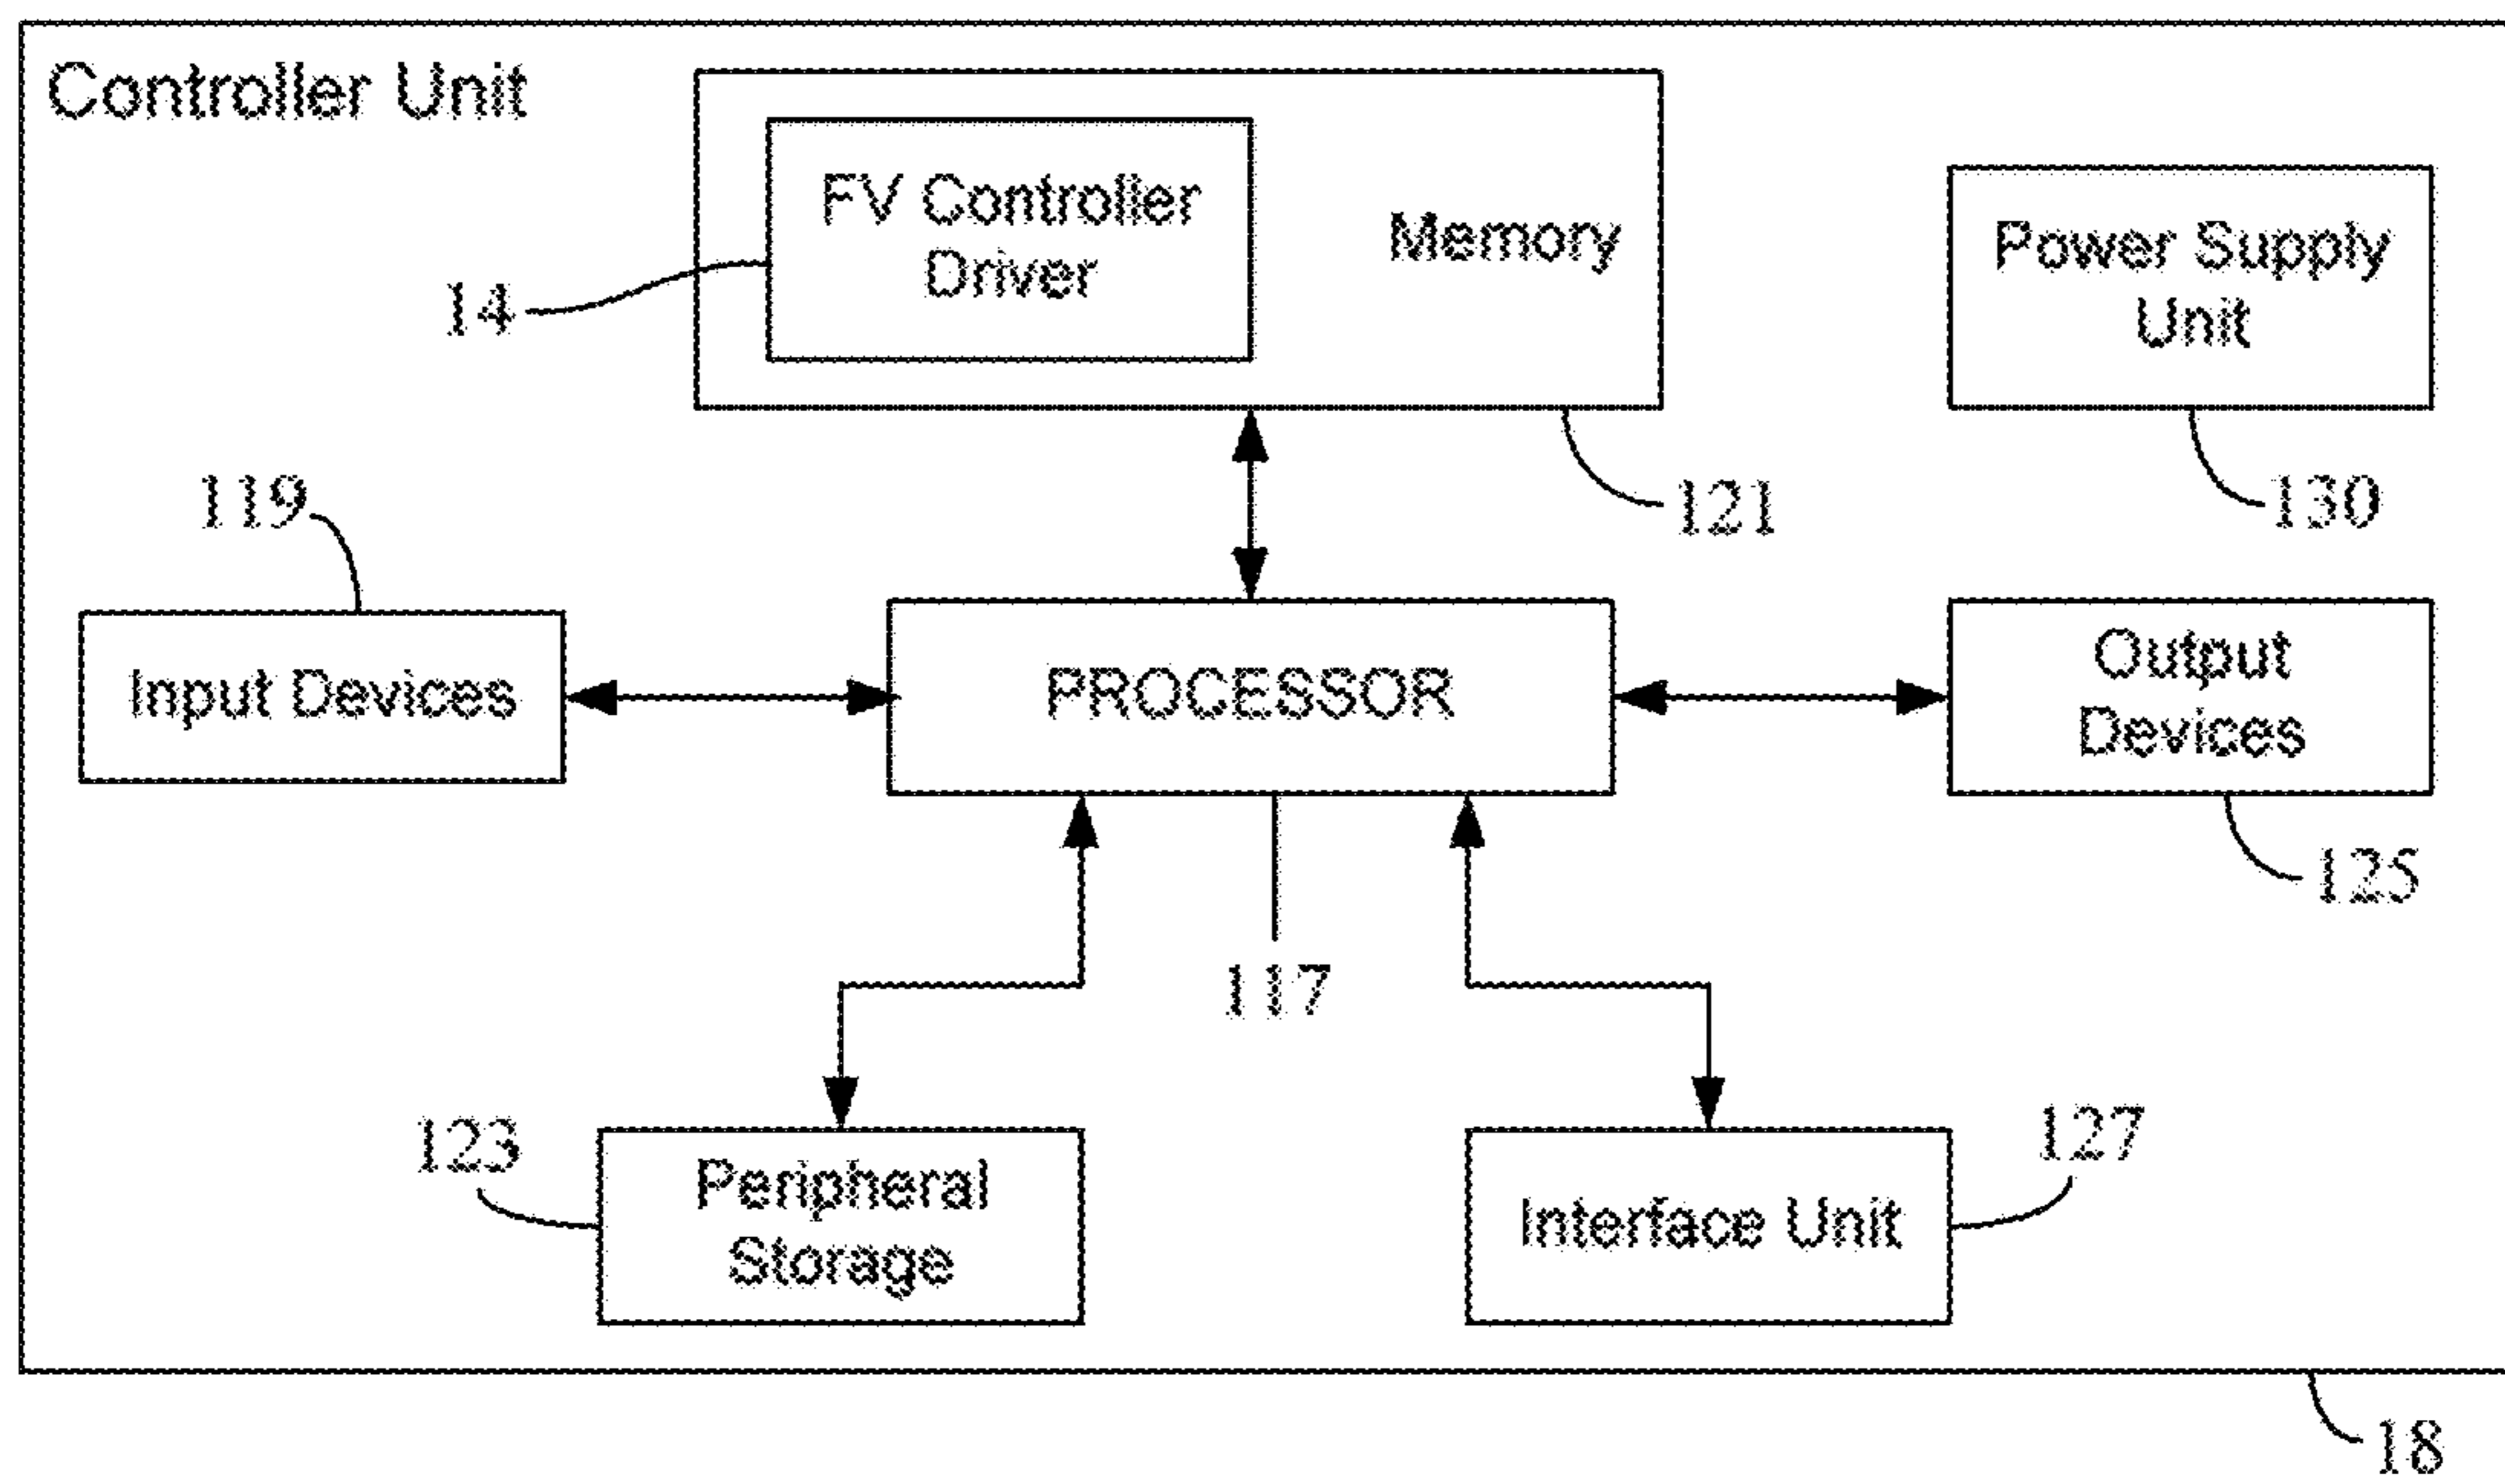 Controller Unit
FV Controller
Driver
Memory
Power Supply
Unit
14
119
121
130
Input Devices
PROCESSOR
Output
Devices
125
117
123
Peripheral
Storage
Interface Unit
127
18